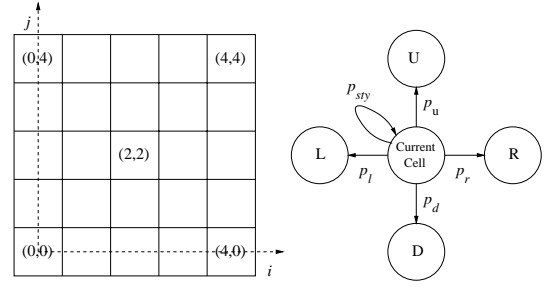 j
(0,4)
(4,4)
(2,2)
(0,0)
(4,0)
i
U
p_sty
p_u
L
Current
Cell
R
p_l
p_r
p_d
D